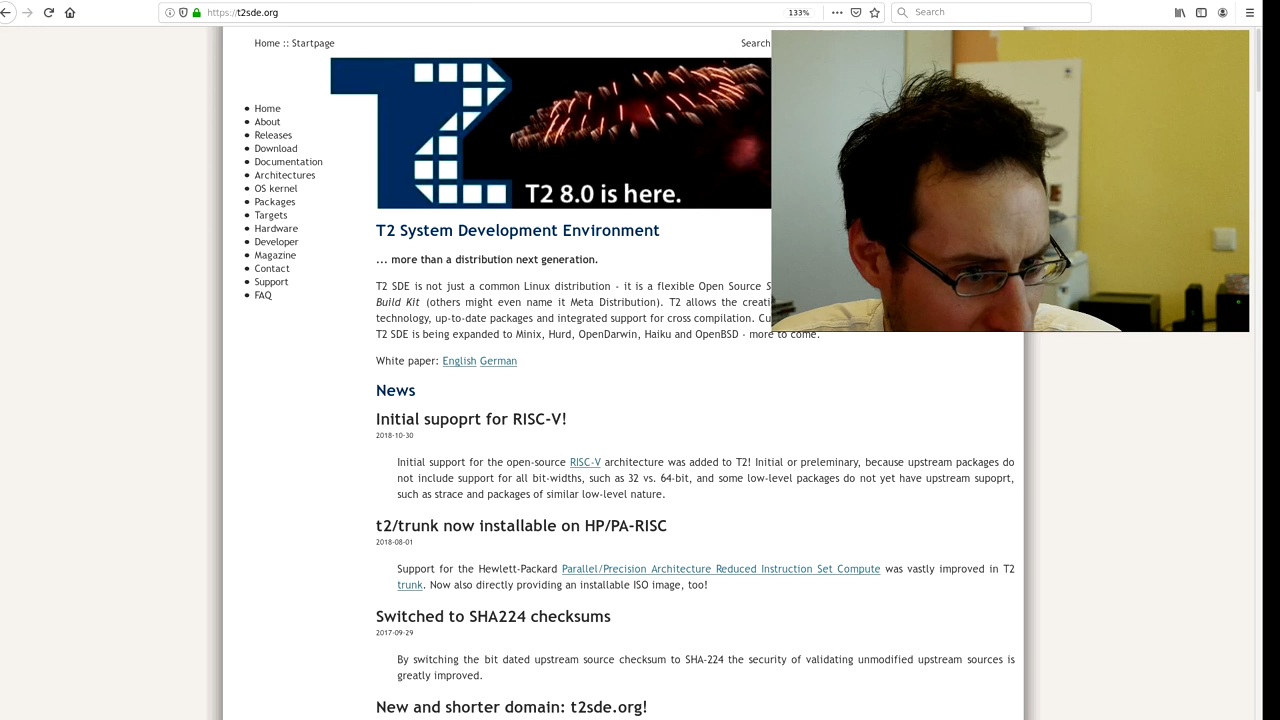 https://t2sde.org
133%
Search
Home :: Startpage
Search
Home
About
Releases
Download
Documentation
Architectures
OS kernel
Packages
Targets
Hardware
Developer
Magazine
Contact
Support
FAQ
T2 8.0 is here.
T2 System Development Environment
... more than a distribution next generation.
T2 SDE is not just a common Linux distribution - it is a flexible Open Source
Build Kit (others might even name it Meta Distribution). T2 allows the
technology, up-to-date packages and integrated support for cross compilation.
T2 SDE is being expanded to Minix, Hurd, OpenDarwin, Haiku and OpenBSD - more to come.
White paper: English German
News
Initial supoprt for RISC-V!
2018-10-30
Initial support for the open-source RISC-V architecture was added to T2! Initial or preleminary, because upstream packages do
not include support for all bit-widths, such as 32 vs. 64-bit, and some low-level packages do not yet have upstream supoprt,
such as strace and packages of similar low-level nature.
t2/trunk now installable on HP/PA-RISC
2018-08-01
Support for the Hewlett-Packard Parallel/Precision Architecture Reduced Instruction Set Compute was vastly improved in T2
trunk. Now also directly providing an installable ISO image, too!
Switched to SHA224 checksums
2017-09-29
By switching the bit dated upstream source checksum to SHA-224 the security of validating unmodified upstream sources is
greatly improved.
New and shorter domain: t2sde.org!